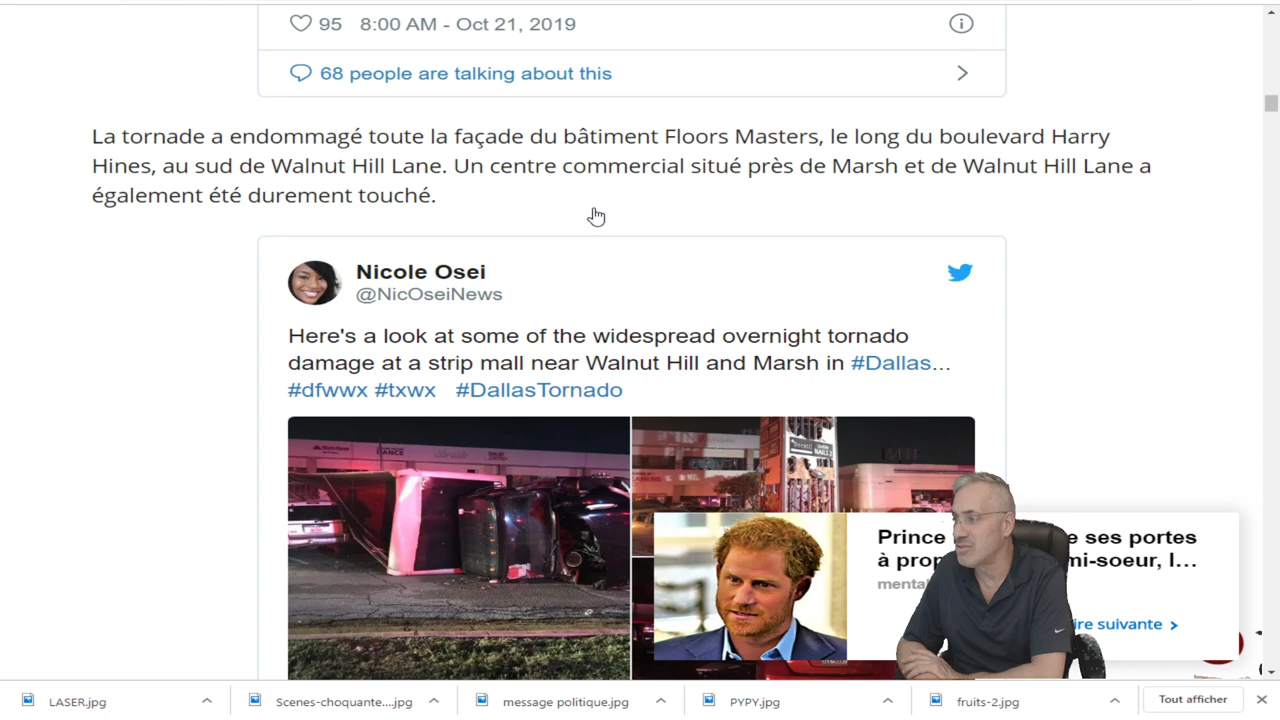 95 8:00 AM - Oct 21, 2019
68 people are talking about this
La tornade a endommagé toute la façade du bâtiment Floors Masters, le long du boulevard Harry
Hines, au sud de Walnut Hill Lane. Un centre commercial situé près de Marsh et de Walnut Hill Lane a
également été durement touché.
Nicole Osei
@NicOseiNews
Here's a look at some of the widespread overnight tornado
damage at a strip mall near Walnut Hill and Marsh in #Dallas...
#dfwwx #txwx #DallasTornado
DANCE
Prince e ses portes
à prop mi-soeur, l...
mental
ire suivante
LASER.jpg
Scenes-choquante....jpg
message politique.jpg
PYPY.jpg
fruits-2.jpg
Tout afficher